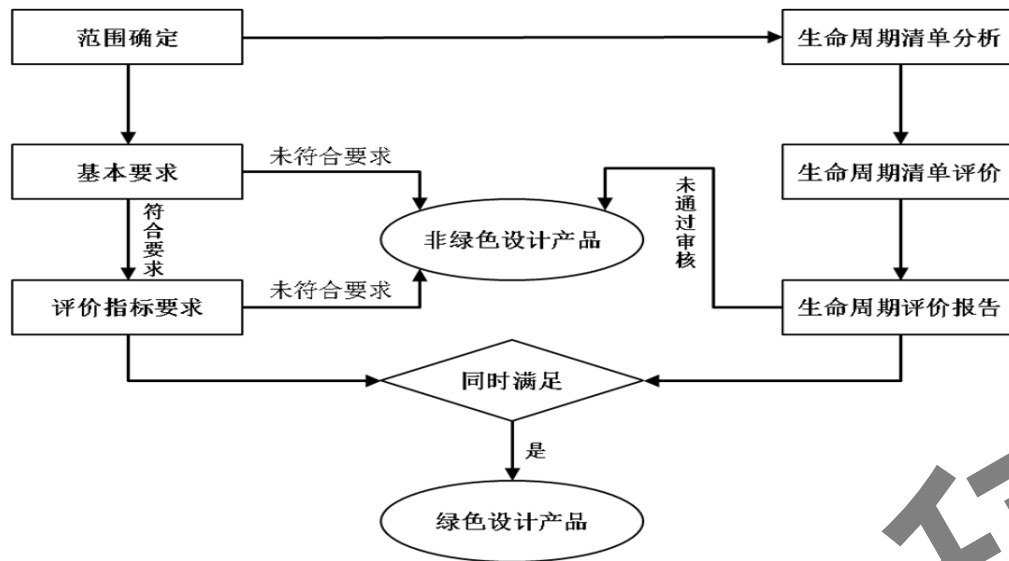 范围确定
生命周期清单分析
基本要求
未符合要求
生命周期清单评价
符合要求
未通过审核
非绿色设计产品
评价指标要求
未符合要求
生命周期评价报告
同时满足
是
绿色设计产品